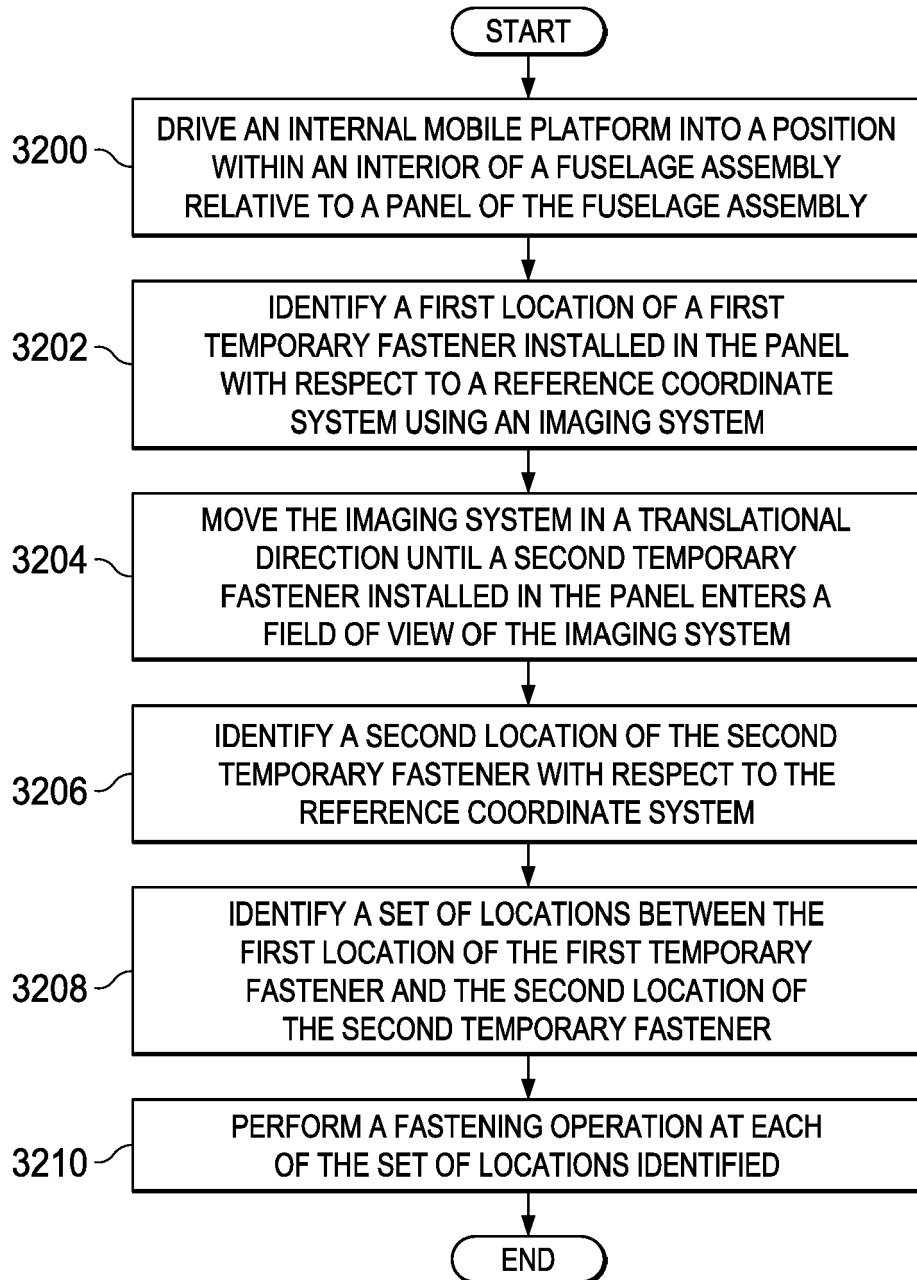 START
3200
DRIVE AN INTERNAL MOBILE PLATFORM INTO A POSITION
WITHIN AN INTERIOR OF A FUSELAGE ASSEMBLY
RELATIVE TO A PANEL OF THE FUSELAGE ASSEMBLY
3202
IDENTIFY A FIRST LOCATION OF A FIRST
TEMPORARY FASTENER INSTALLED IN THE PANEL
WITH RESPECT TO A REFERENCE COORDINATE
SYSTEM USING AN IMAGING SYSTEM
3204
MOVE THE IMAGING SYSTEM IN A TRANSLATIONAL
DIRECTION UNTIL A SECOND TEMPORARY
FASTENER INSTALLED IN THE PANEL ENTERS A
FIELD OF VIEW OF THE IMAGING SYSTEM
3206
IDENTIFY A SECOND LOCATION OF THE SECOND
TEMPORARY FASTENER WITH RESPECT TO THE
REFERENCE COORDINATE SYSTEM
3208
IDENTIFY A SET OF LOCATIONS BETWEEN THE
FIRST LOCATION OF THE FIRST TEMPORARY
FASTENER AND THE SECOND LOCATION OF
THE SECOND TEMPORARY FASTENER
3210
PERFORM A FASTENING OPERATION AT EACH
OF THE SET OF LOCATIONS IDENTIFIED
END